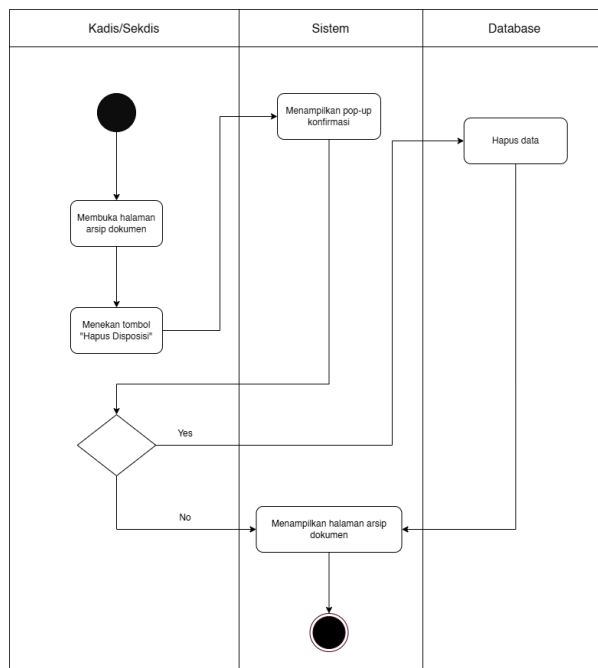 Kadis/Sekdis
Sistem
Database
Menampilkan pop-up
konfirmasi
Hapus data
Membuka halaman
arsip dokumen
Menekan tombol
"Hapus Disposisi"
Yes
No
Menampilkan halaman arsip
dokumen